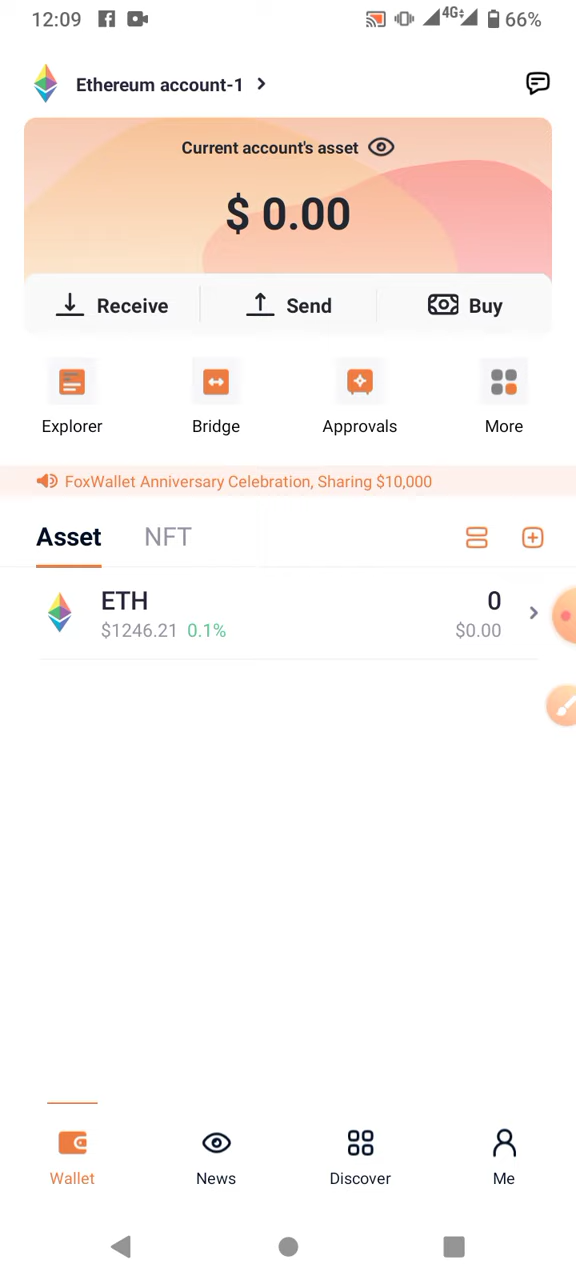 12:09 4G 66%
Ethereum account-1
Current account's asset
$ 0.00
Receive Send Buy
Explorer Bridge Approvals More
FoxWallet Anniversary Celebration, Sharing $10,000
Asset NFT
ETH 0
$1246.21 0.1% $0.00
Wallet News Discover Me